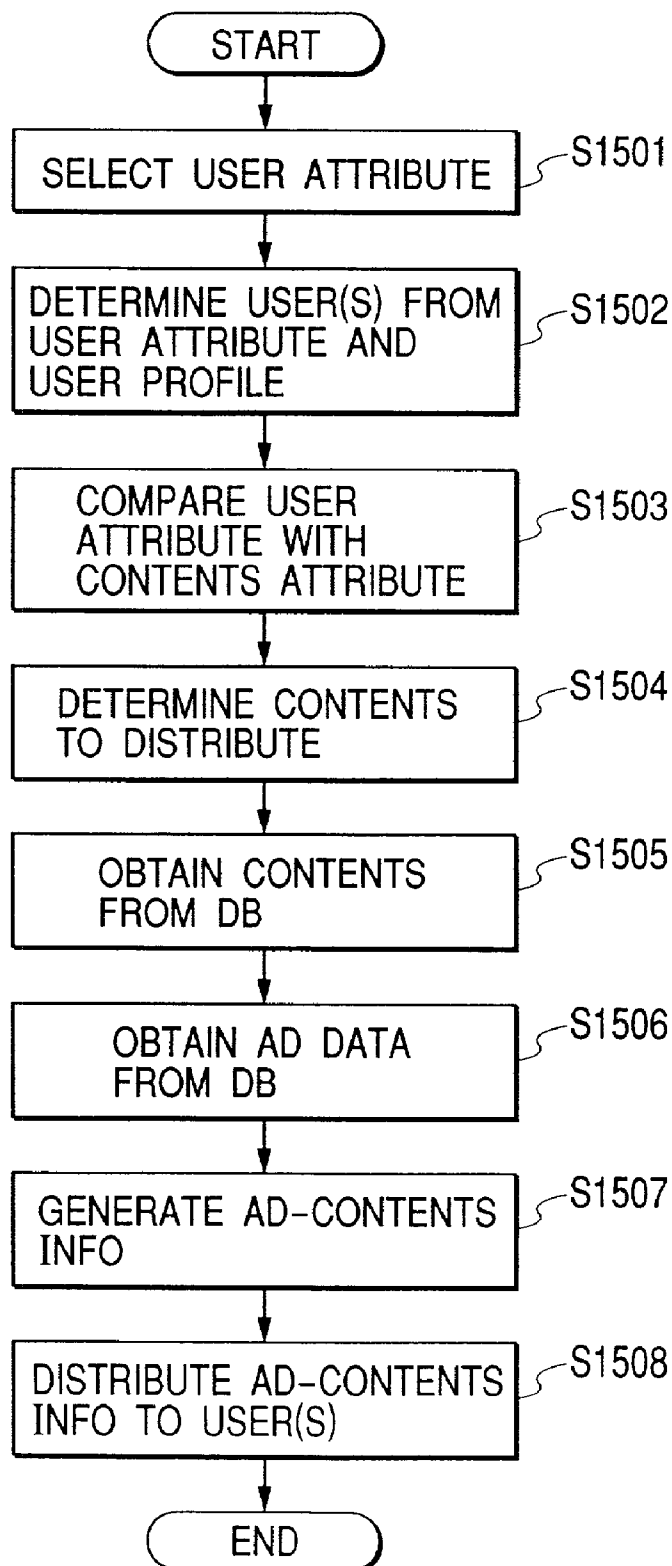 START
SELECT USER ATTRIBUTE
S1501
DETERMINE USER(S) FROM
USER ATTRIBUTE AND
USER PROFILE
S1502
COMPARE USER
ATTRIBUTE WITH
CONTENTS ATTRIBUTE
S1503
DETERMINE CONTENTS
TO DISTRIBUTE
S1504
OBTAIN CONTENTS
FROM DB
S1505
OBTAIN AD DATA
FROM DB
S1506
GENERATE AD-CONTENTS
INFO
S1507
DISTRIBUTE AD-CONTENTS
INFO TO USER(S)
S1508
END